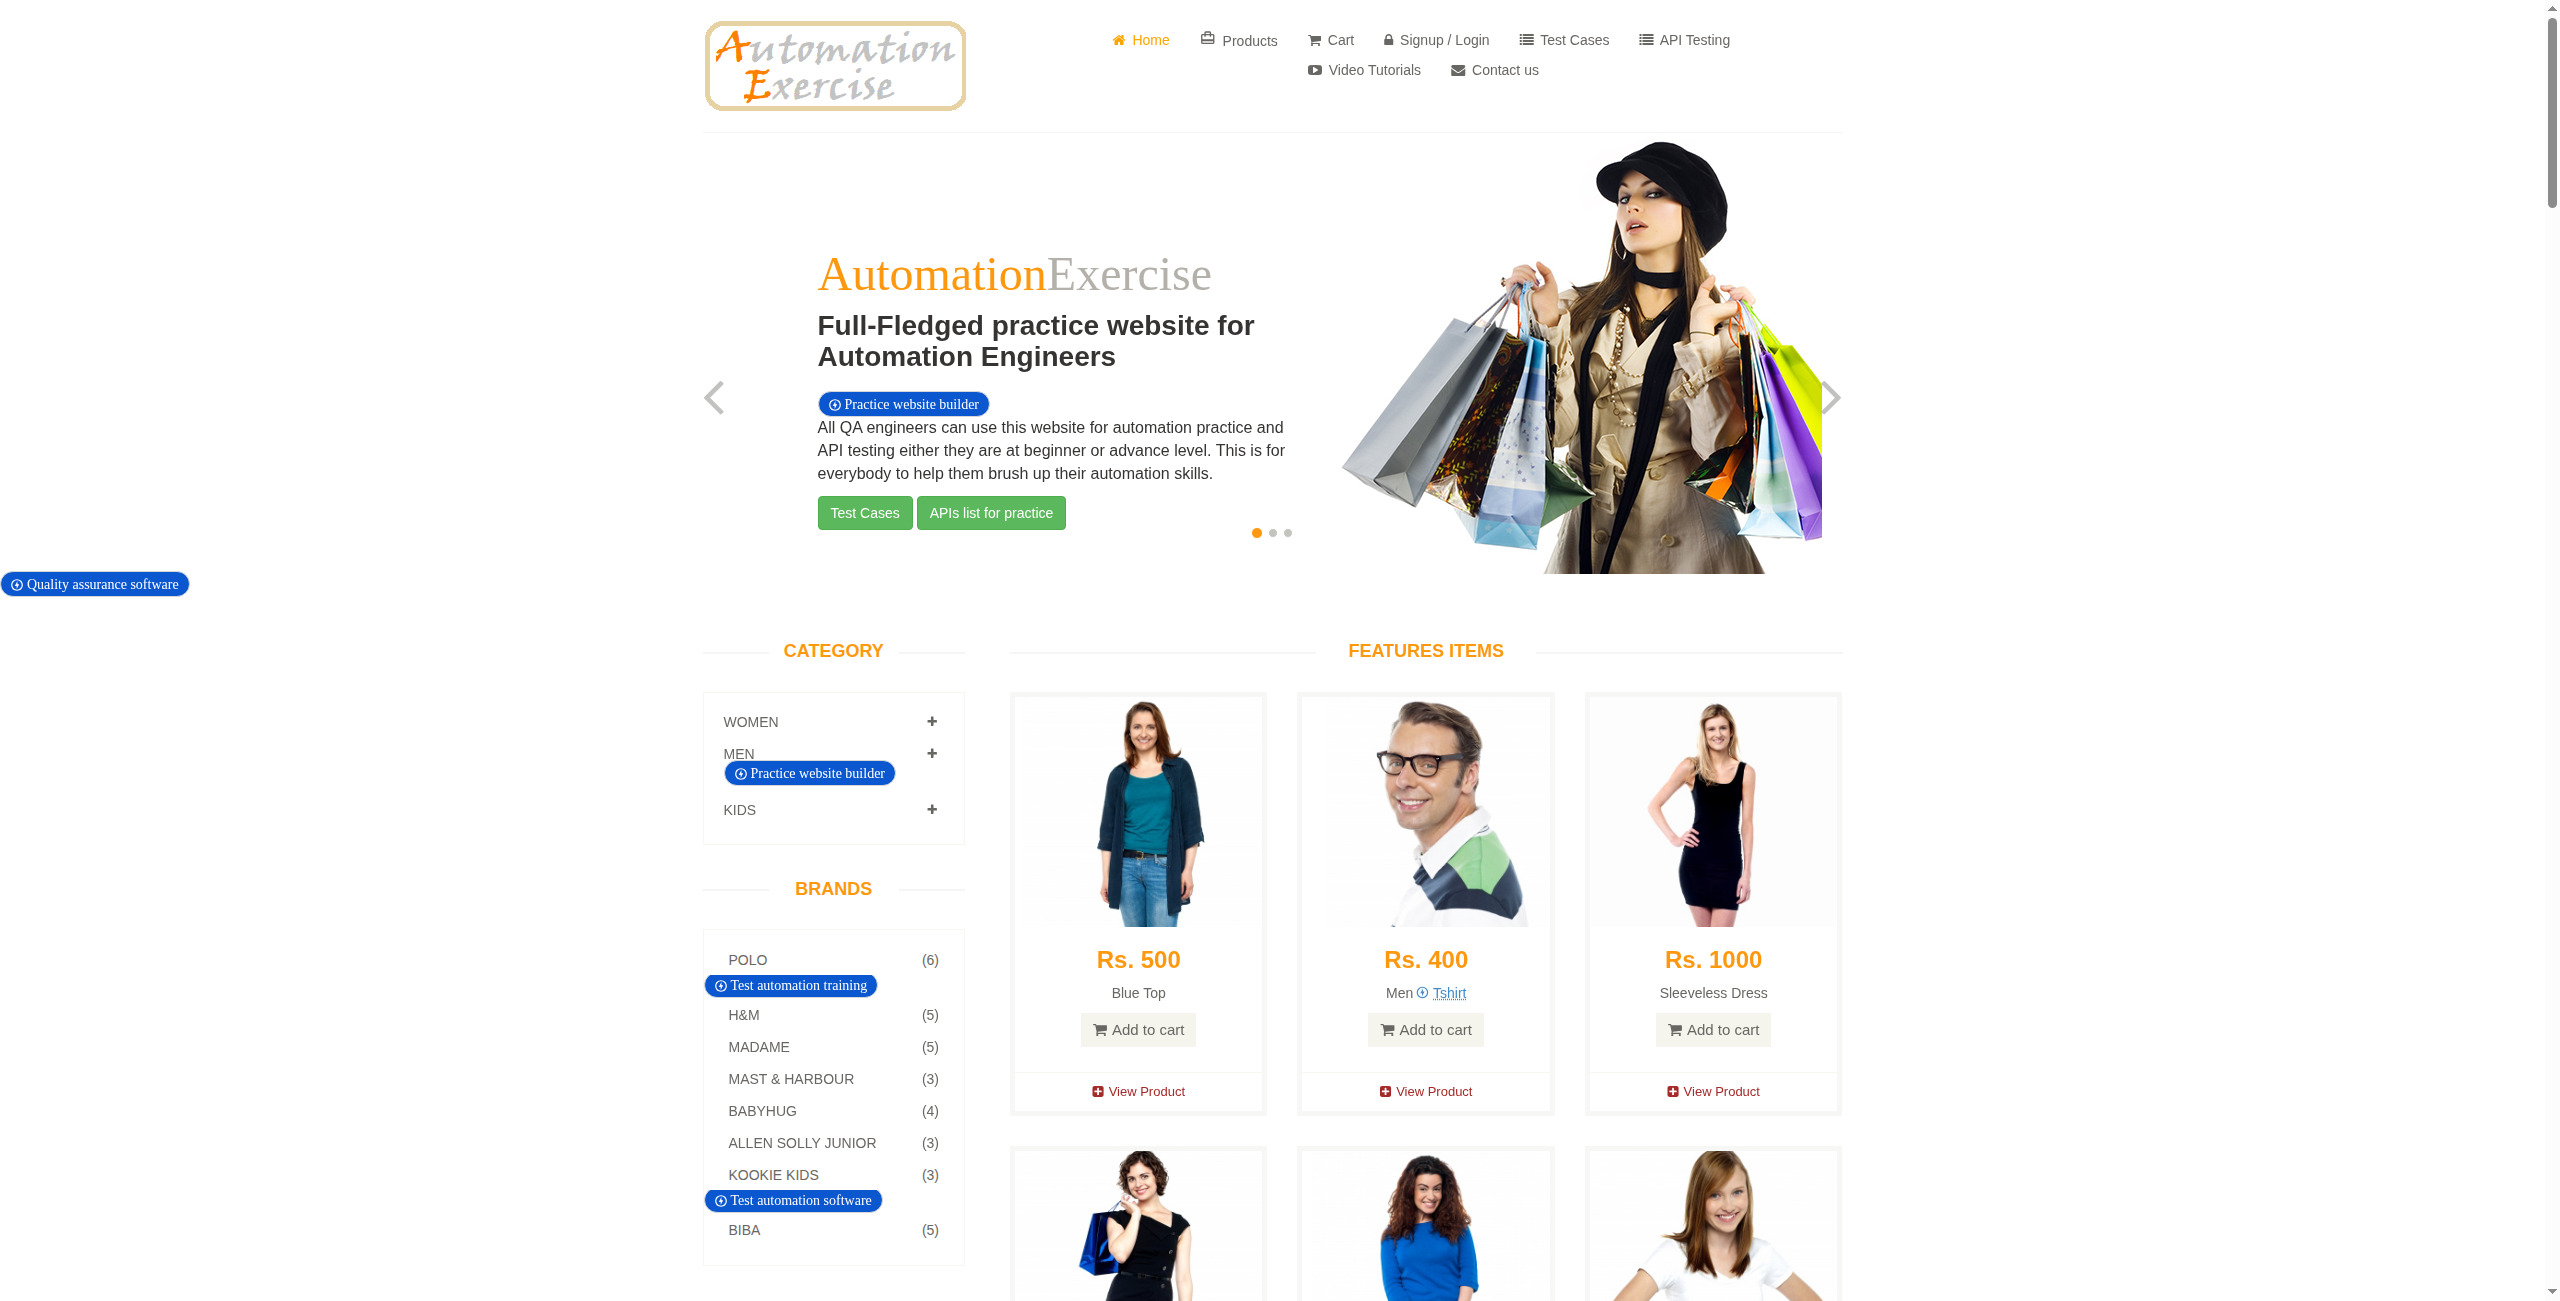 Automation
Exercise
Home
Products
Cart
Signup / Login
Test Cases
API Testing
Video Tutorials
Contact us
AutomationExercise
Full-Fledged practice website for
Automation Engineers
Practice website builder
All QA engineers can use this website for automation practice and
API testing either they are at beginner or advance level. This is for
everybody to help them brush up their automation skills.
Test Cases
APIs list for practice
Quality assurance software
CATEGORY
WOMEN
MEN
Practice website builder
KIDS
BRANDS
POLO (6)
Test automation training
H&M (5)
MADAME (5)
MAST & HARBOUR (3)
BABYHUG (4)
ALLEN SOLLY JUNIOR (3)
KOOKIE KIDS (3)
Test automation software
BIBA (5)
FEATURES ITEMS
Rs. 500
Blue Top
Add to cart
View Product
Rs. 400
Men Tshirt
Add to cart
View Product
Rs. 1000
Sleeveless Dress
Add to cart
View Product